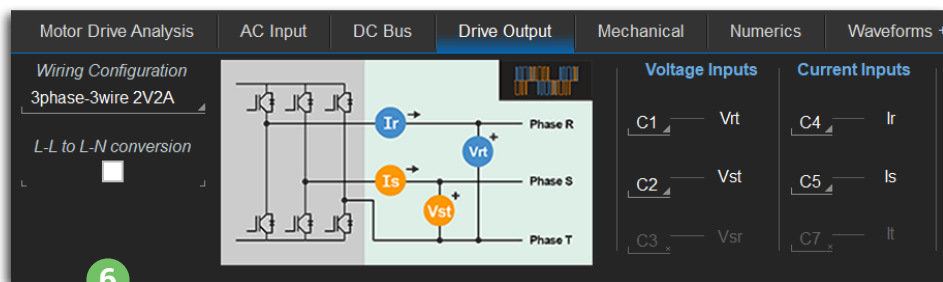 Motor Drive Analysis AC Input DC Bus Drive Output Mechanical Numerics Waveforms +
Wiring Configuration
3phase-3wire 2V2A
L-L to L-N conversion
Ir
Phase R
Vrt
+
Is
Phase S
Vst
+
Phase T
Voltage Inputs Current Inputs
C1 Vrt C4 Ir
C2 Vst C5 Is
C3 Vsr C7 It
6